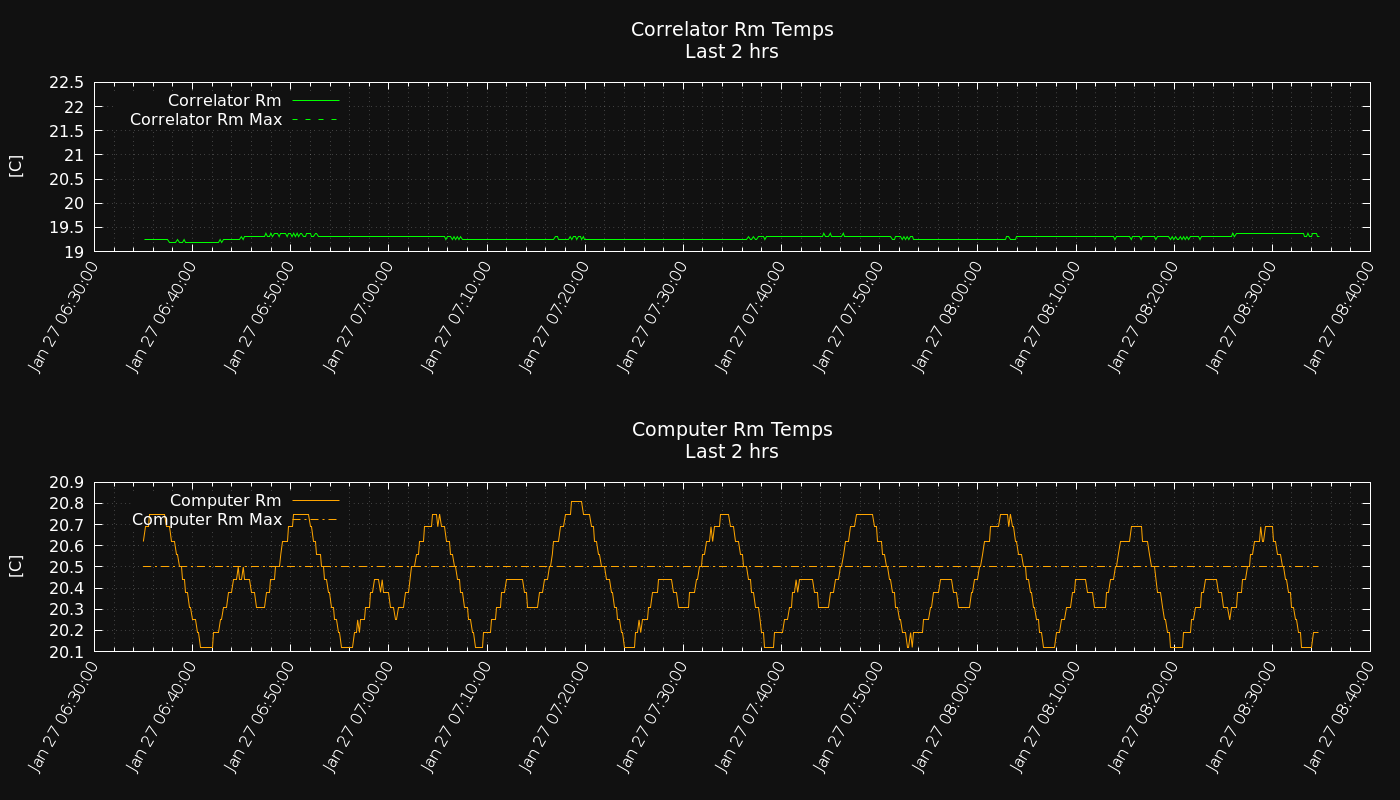 Correlator Rm Temps
Last 2 hrs
22.5
22
21.5
21
20.5
20
19.5
19
[C]
Correlator Rm
Correlator Rm Max
Jan 27 06:30:00
Jan 27 06:40:00
Jan 27 06:50:00
Jan 27 07:00:00
Jan 27 07:10:00
Jan 27 07:20:00
Jan 27 07:30:00
Jan 27 07:40:00
Jan 27 07:50:00
Jan 27 08:00:00
Jan 27 08:10:00
Jan 27 08:20:00
Jan 27 08:30:00
Jan 27 08:40:00
Computer Rm Temps
Last 2 hrs
20.9
20.8
20.7
20.6
20.5
20.4
20.3
20.2
20.1
[C]
Computer Rm
Computer Rm Max
Jan 27 06:30:00
Jan 27 06:40:00
Jan 27 06:50:00
Jan 27 07:00:00
Jan 27 07:10:00
Jan 27 07:20:00
Jan 27 07:30:00
Jan 27 07:40:00
Jan 27 07:50:00
Jan 27 08:00:00
Jan 27 08:10:00
Jan 27 08:20:00
Jan 27 08:30:00
Jan 27 08:40:00